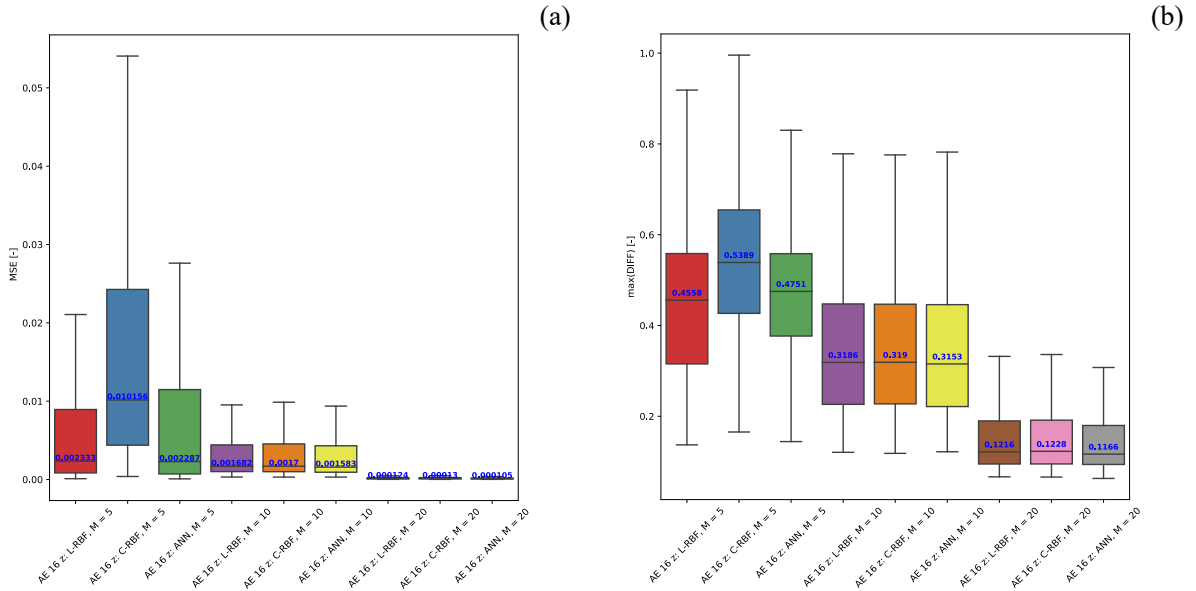 (a)
MSE [-]
0.05
0.04
0.03
0.02
0.01
0.00
0.002333
0.010156
0.002287
0.001682
0.0017
0.001583
0.000124
0.00013
0.000105
AE 16 z: L-RBF, M = 5
AE 16 z: C-RBF, M = 5
AE 16 z: ANN, M = 5
AE 16 z: L-RBF, M = 10
AE 16 z: C-RBF, M = 10
AE 16 z: ANN, M = 10
AE 16 z: L-RBF, M = 20
AE 16 z: C-RBF, M = 20
AE 16 z: ANN, M = 20
(b)
max(DIFF) [-]
1.0
0.8
0.6
0.4
0.2
0.4558
0.5389
0.4751
0.3186
0.319
0.3153
0.1216
0.1228
0.1166
AE 16 z: L-RBF, M = 5
AE 16 z: C-RBF, M = 5
AE 16 z: ANN, M = 5
AE 16 z: L-RBF, M = 10
AE 16 z: C-RBF, M = 10
AE 16 z: ANN, M = 10
AE 16 z: L-RBF, M = 20
AE 16 z: C-RBF, M = 20
AE 16 z: ANN, M = 20